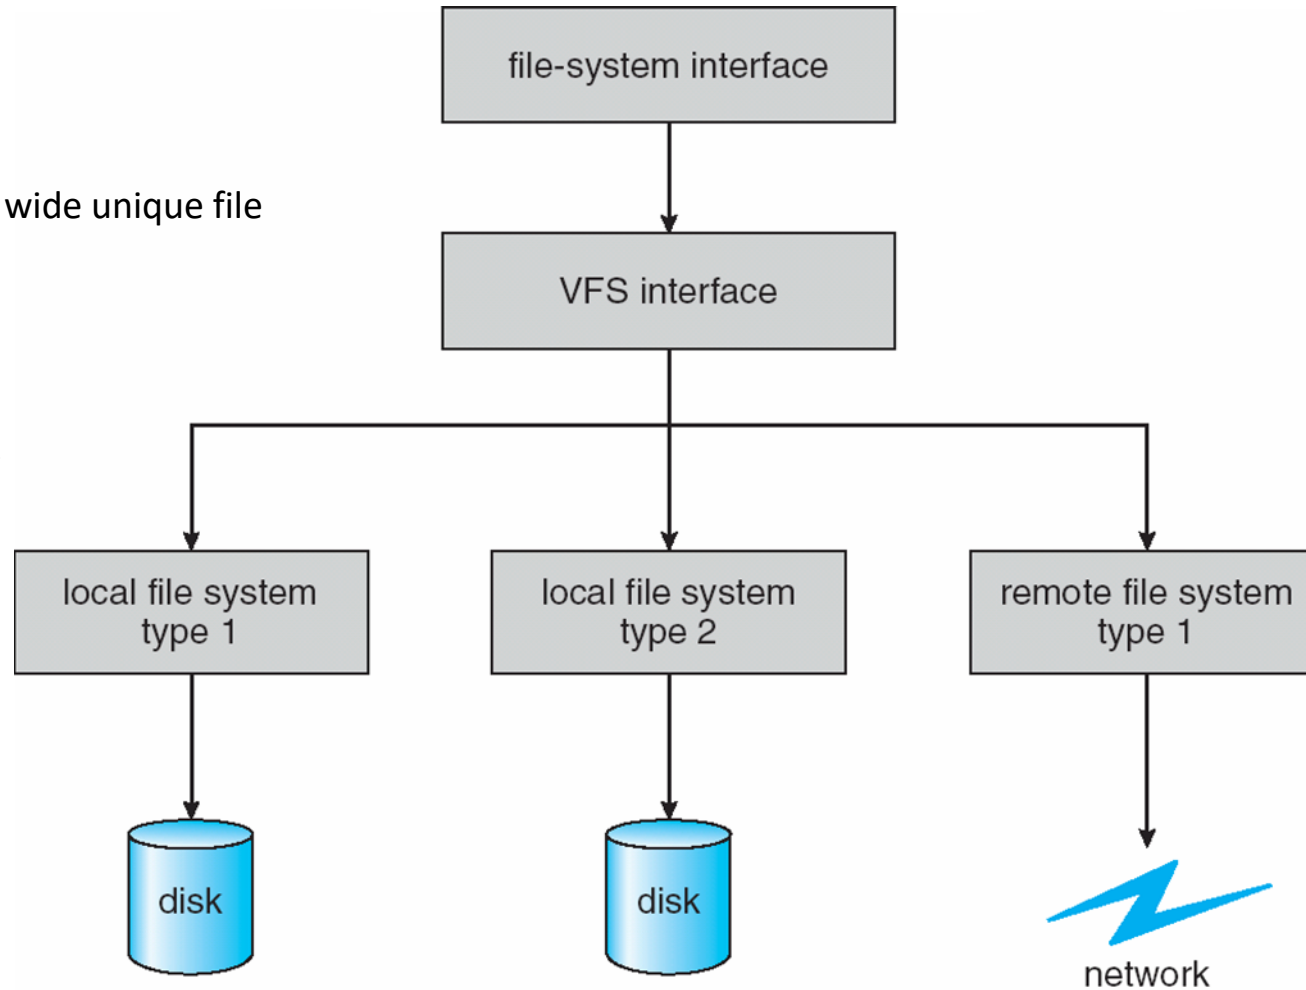 file-system interface
wide unique file
VFS interface
local file system
type 1
local file system
type 2
remote file system
type 1
disk
disk
network